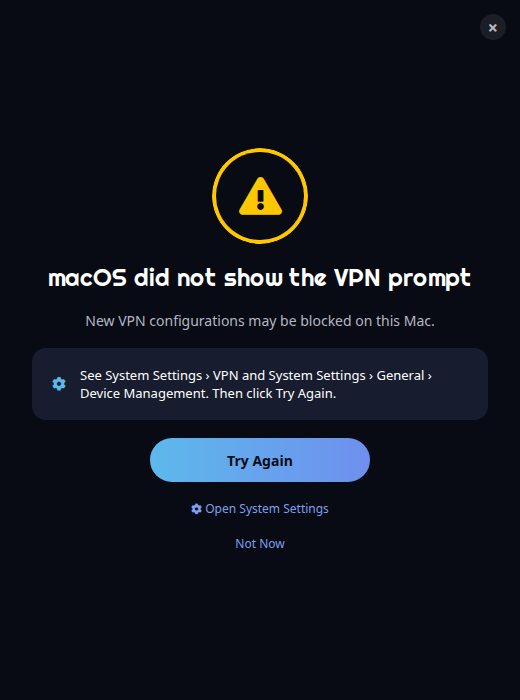 macOS did not show the VPN prompt
New VPN configurations may be blocked on this Mac.
See System Settings › VPN and System Settings › General ›
Device Management. Then click Try Again.
Try Again
Open System Settings
Not Now